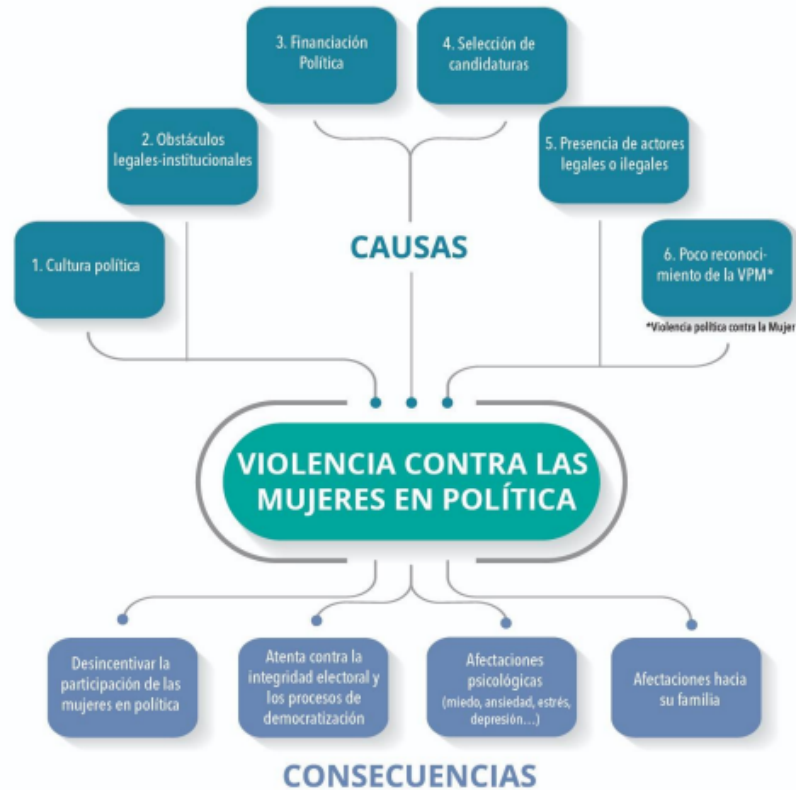 3. Financiación
Política
4. Selección de
candidaturas
2. Obstáculos
legales-institucionales
5. Presencia de actores
legales o ilegales
1. Cultura política
CAUSAS
6. Poco reconoci-
miento de la VPM*
*Violencia política contra la Mujer
VIOLENCIA CONTRA LAS
MUJERES EN POLÍTICA
Desincentivar la
participación de las
mujeres en política
Atenta contra la
integridad electoral y
los procesos de
democratización
Afectaciones
psicológicas
(miedo, ansiedad, estrés,
depresión...)
Afectaciones hacia
su familia
CONSECUENCIAS